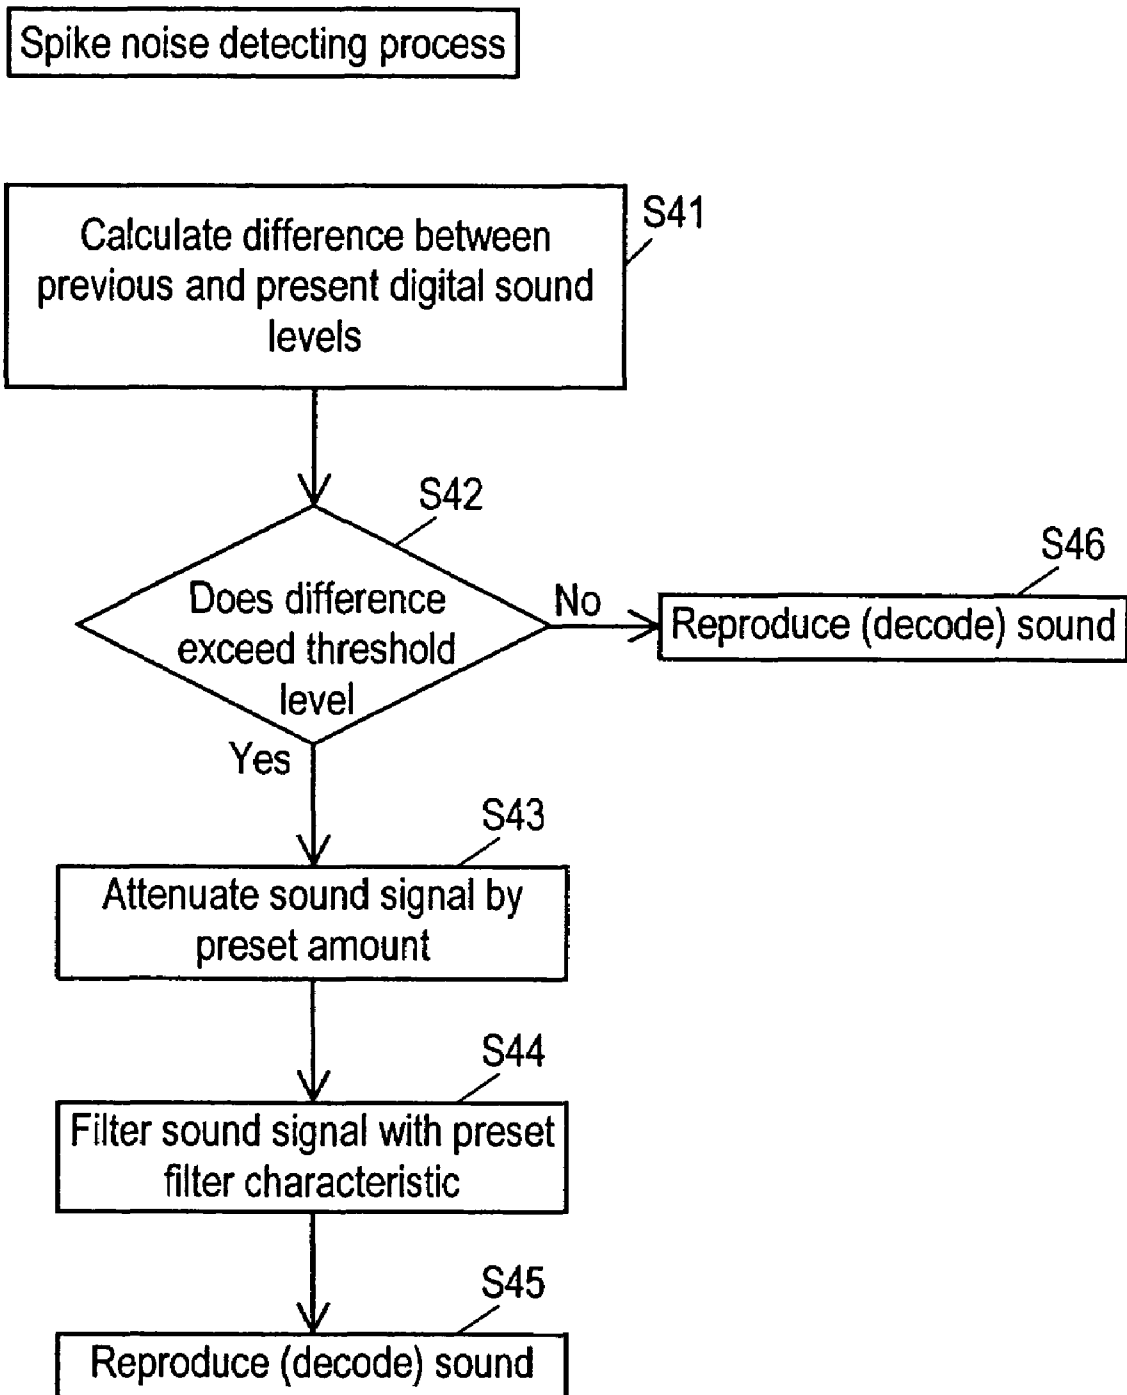 Spike noise detecting process
Calculate difference between
previous and present digital sound
levels
S41
S42
Does difference
exceed threshold
level
No
S46
Reproduce (decode) sound
Yes
S43
Attenuate sound signal by
preset amount
S44
Filter sound signal with preset
filter characteristic
S45
Reproduce (decode) sound